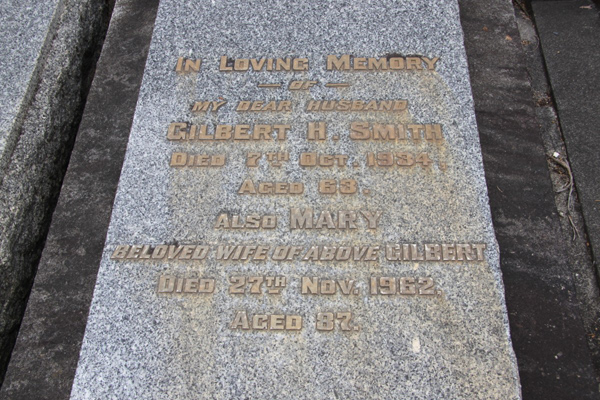 In Loving Memory
— OF —
MY DEAR HUSBAND
GILBERT H. SMITH
DIED 7TH OCT. 1934.
AGED 63.
ALSO MARY
BELOVED WIFE OF ABOVE GILBERT
DIED 27TH NOV. 1962.
AGED 87.